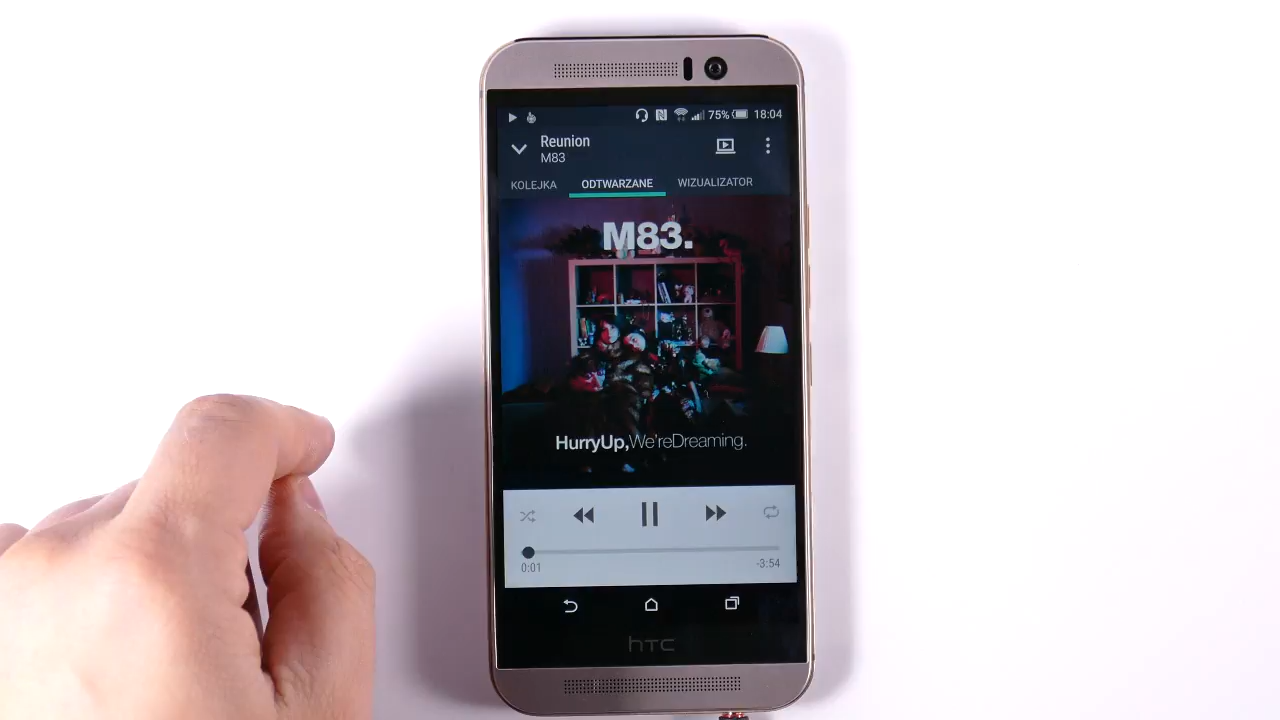 75% 18:04
Reunion
M83
KOLEJKA ODTWARZANE WIZUALIZATOR
M83.
HurryUp,We'reDreaming.
0:01 -3:54
hTC